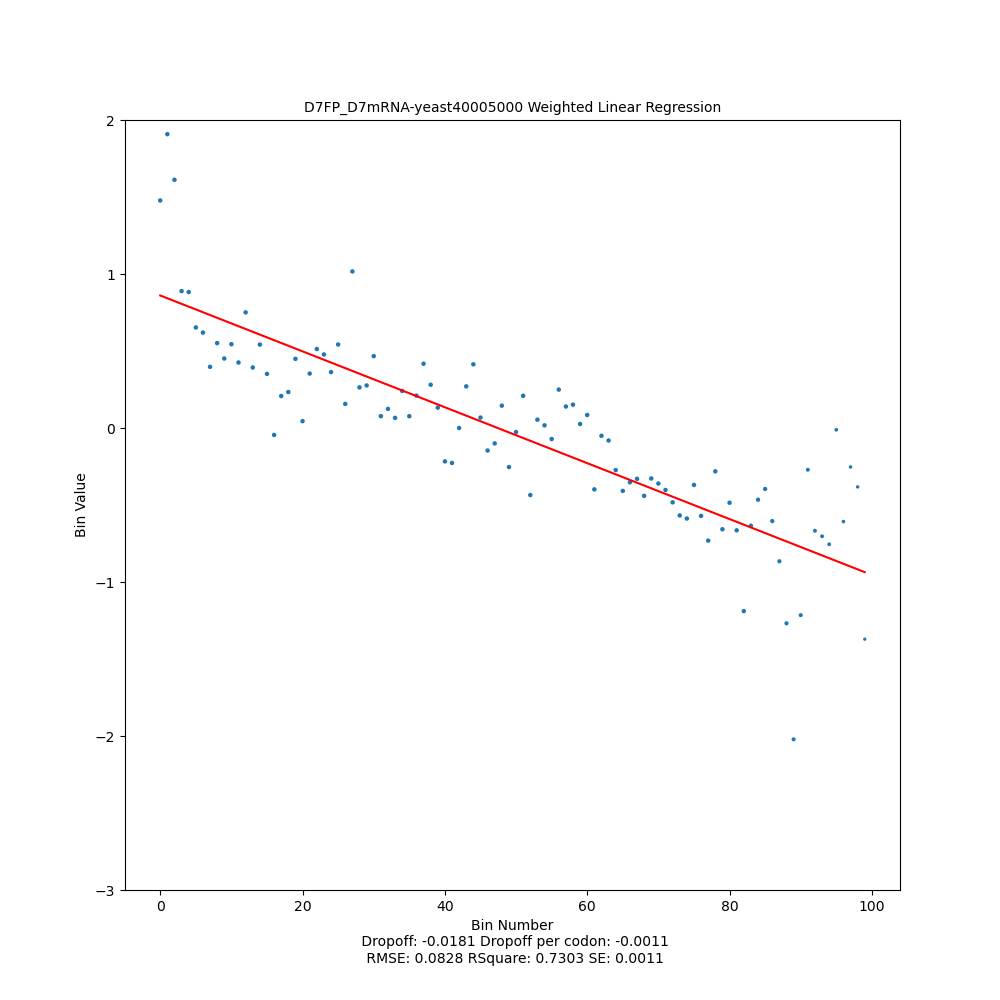 D7FP_D7mRNA-yeast40005000 Weighted Linear Regression
2
1
0
−1
−2
−3
Bin Value
0 20 40 60 80 100
Bin Number
Dropoff: -0.0181 Dropoff per codon: -0.0011
RMSE: 0.0828 RSquare: 0.7303 SE: 0.0011